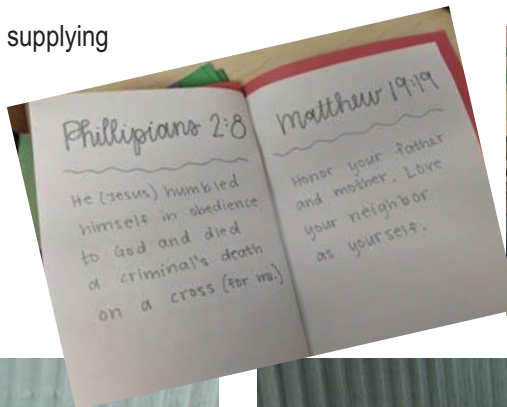 supplying
Phillipians 2:8
He (Jesus) humbled
himself in obedience
to God and died
a criminal's death
on a cross (for me.)
Matthew 19:19
Honor your father
and mother. Love
your neighbor
as yourself.